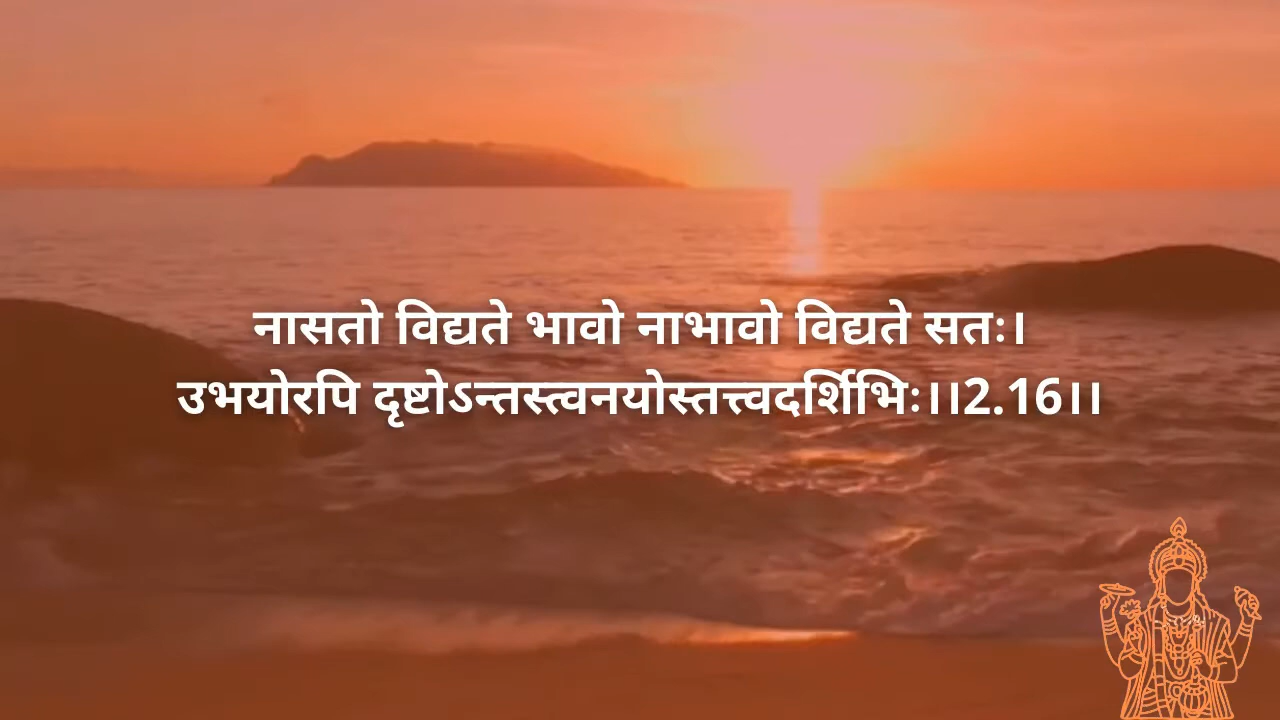 नासतो विद्यते भावो नाभावो विद्यते सतः।
उभयोरपि दृष्टोऽन्तस्त्वनयोस्तत्त्वदर्शिभिः।।2.16।।